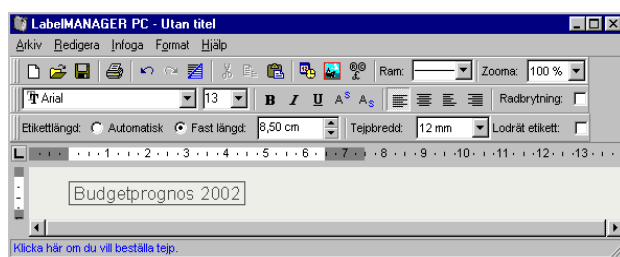 LabelMANAGER PC - Utan titel
Arkiv Redigera Infoga Format Hjälp
Ram: Zooma: 100 %
Arial 13 B I U A S A S Radbrytning:
Etikettlängd: Automatisk Fast längd: 8,50 cm Tejpbredd: 12 mm Lodrät etikett:
L 1 2 3 4 5 6 7 8 9 10 11 12 13
Budgetprognos 2002
Klicka här om du vill beställa tejp.